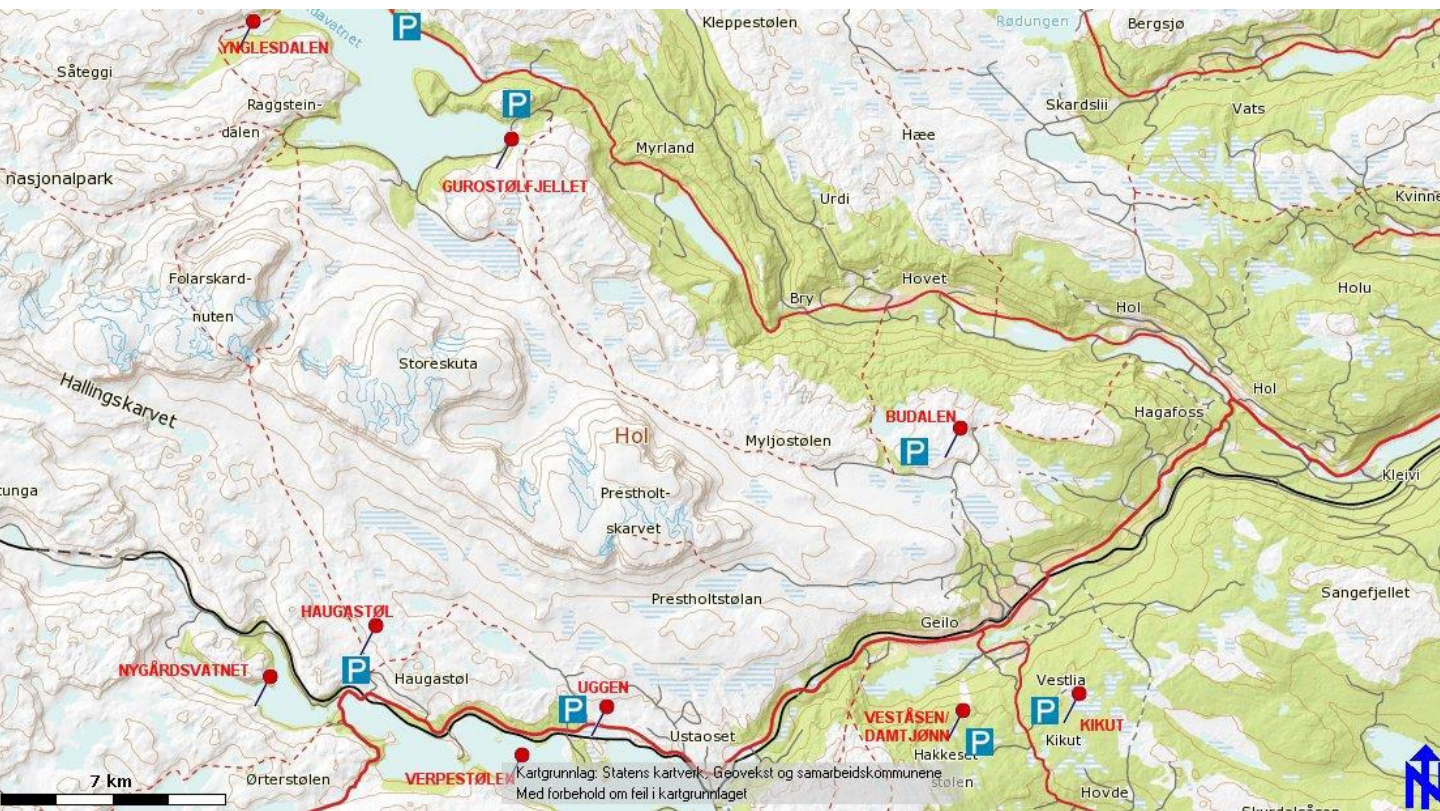 Kleppestølen
Rødungen
Bergsjø
P
YNGLESDALEN
Såteggi
Raggstein-
dalen
P
Skardslii
Vats
Hæe
Myrland
nasjonalpark
GUROSTØLFJELLET
Urdi
Kvinne
Folarskard-
nuten
Bry
Hovet
Holu
Hol
Storeskuta
Hallingskarvet
Hol
Hagafoss
BUDALEN
P
Hol
Myljostølen
Kleivi
tunga
Prestholt-
skarvet
Prestholtstølan
Sangefjellet
HAUGASTØL
Geilo
P
NYGÅRDSVATNET
Haugastøl
UGGEN
P
Vestlia
P
KIKUT
Kikut
VESTÅSEN/
DAMTJØNN
P
Ustaoset
Hakkeset
stølen
7 km
Ørterstølen
VERPESTØLEN
Kartgrunnlag: Statens kartverk, Geovekst og samarbeidskommunene
Med forbehold om feil i kartgrunnlaget
Hovde
N